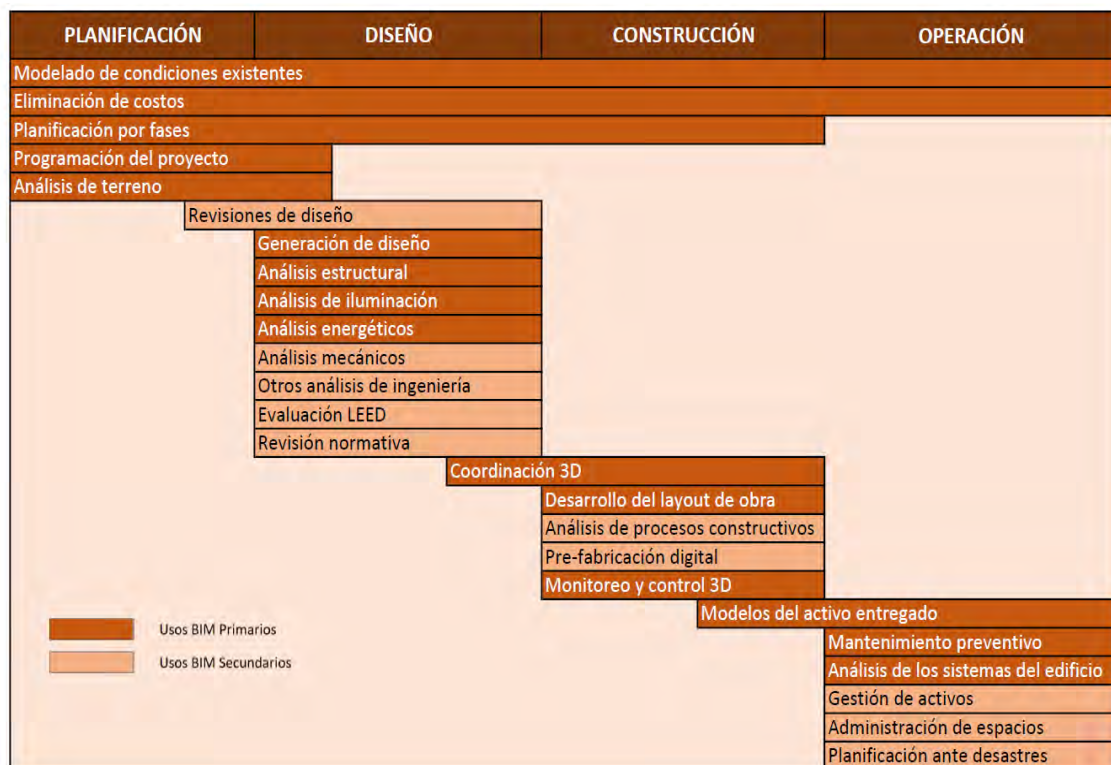 PLANIFICACIÓN DISEÑO CONSTRUCCIÓN OPERACIÓN
Modelado de condiciones existentes
Eliminación de costos
Planificación por fases
Programación del proyecto
Análisis de terreno
Revisiones de diseño
Generación de diseño
Análisis estructural
Análisis de iluminación
Análisis energéticos
Análisis mecánicos
Otros análisis de ingeniería
Evaluación LEED
Revisión normativa
Coordinación 3D
Desarrollo del layout de obra
Análisis de procesos constructivos
Pre-fabricación digital
Monitoreo y control 3D
Modelos del activo entregado
Mantenimiento preventivo
Análisis de los sistemas del edificio
Gestión de activos
Administración de espacios
Planificación ante desastres
Usos BIM Primarios
Usos BIM Secundarios